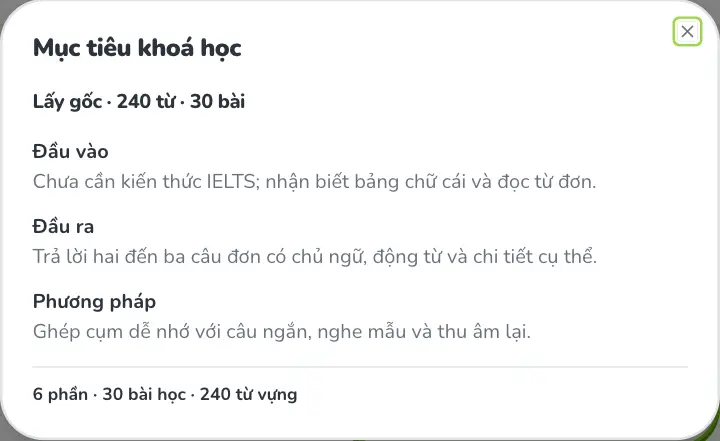 Mục tiêu khoá học
Lấy gốc · 240 từ · 30 bài
Đầu vào
Chưa cần kiến thức IELTS; nhận biết bảng chữ cái và đọc từ đơn.
Đầu ra
Trả lời hai đến ba câu đơn có chủ ngữ, động từ và chi tiết cụ thể.
Phương pháp
Ghép cụm dễ nhớ với câu ngắn, nghe mẫu và thu âm lại.
6 phần · 30 bài học · 240 từ vựng